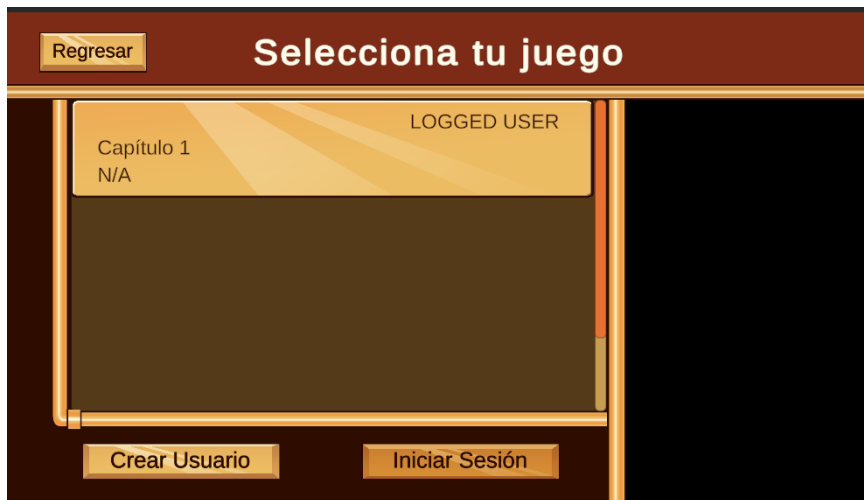 Regresar
Selecciona tu juego
LOGGED USER
Capítulo 1
N/A
Crear Usuario
Iniciar Sesión